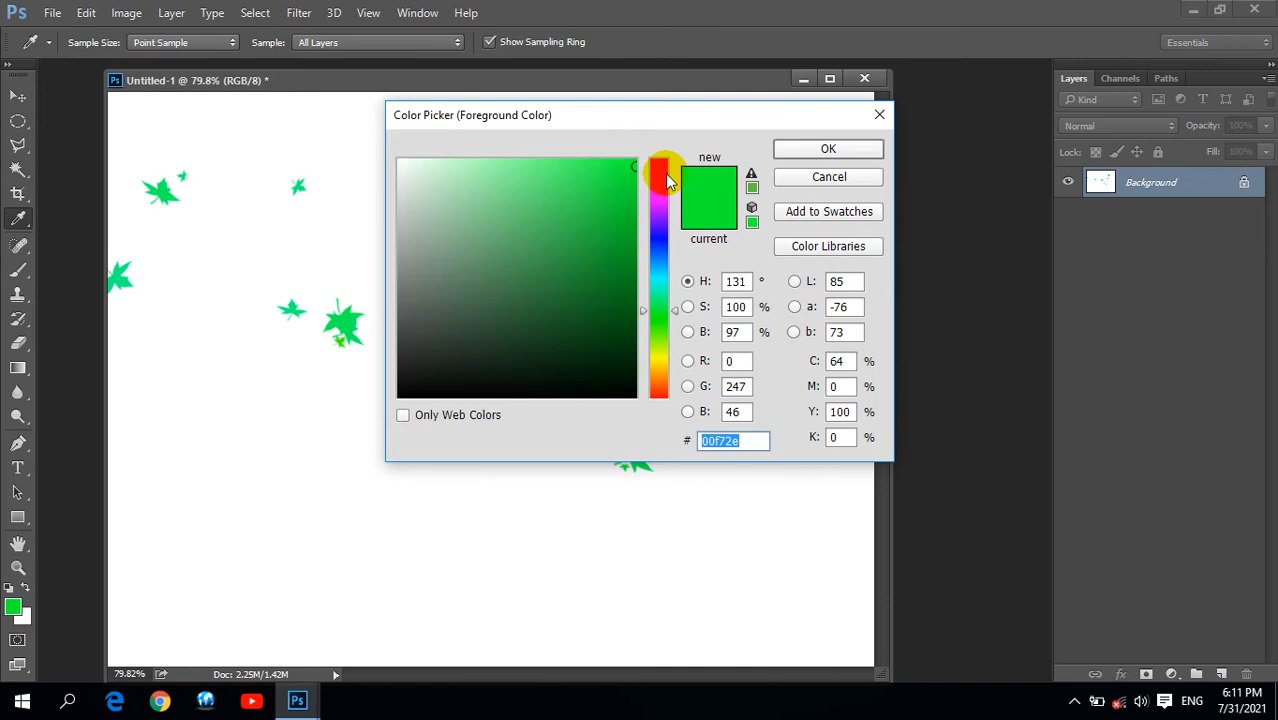 Ps File Edit Image Layer Type Select Filter 3D View Window Help
Sample Size: Point Sample Sample: All Layers Show Sampling Ring Essentials
Ps Untitled-1 @ 79.8% (RGB/8) *
Layers Channels Paths
Kind
Normal Opacity: 100%
Lock: Fill: 100%
Background
Color Picker (Foreground Color)
new
current
OK
Cancel
Add to Swatches
Color Libraries
H: 131 ° L: 85
S: 100 % a: -76
B: 97 % b: 73
R: 0 C: 64 %
G: 247 M: 0 %
B: 46 Y: 100 %
# 00f72e K: 0 %
Only Web Colors
T
79.82% Doc: 2.25M/1.42M
fx
Ps ENG 6:11 PM
7/31/2021